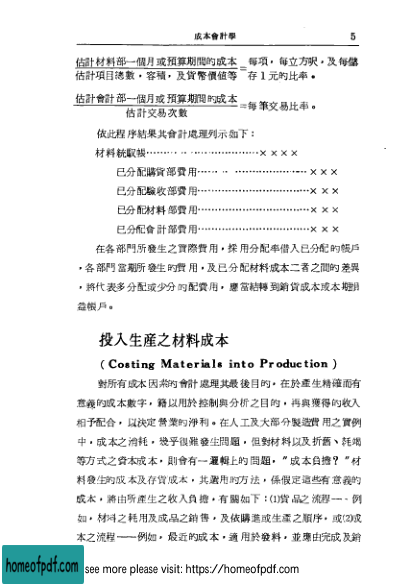 成本會計學 5
估計材料部一個月或預算期間的成本
估計項目總數，容積，及貨幣價值等
=每項，每立方呎，及每儲存1元的比率。
估計會計部一個月或預算期間的成本
估計交易次數
=每筆交易比率。
依此程序結果其會計處理列示如下：
材料統馭帳………………………××××
已分配購貨部費用………………………×××
已分配驗收部費用………………………×××
已分配材料部費用………………………×××
已分配會計部費用………………………×××
在各部門所發生之實際費用，採用分配率借入已分配的帳戶
，各部門當期所發生的費用，及已分配材料成本二者之間的差異
，將代表多分配或少分的配費用，應當結轉到銷貨成本或本期損
益帳戶。
投入生産之材料成本
(Costing Materials into Production)
對所有成本因素的會計處理其最後目的，在於產生精確而有
意義的成本數字，藉以用於控制與分析之目的，再與獲得的收入
相予配合，以決定營業的淨利。在人工及大部分製造費用之實例
中，成本之消耗，幾乎很難發生問題，但對材料以及折舊、耗竭
等方式之資本成本，則會有一邏輯上的問題，"成本負擔？"材
料發生的成本及存貨成本，其選用的方法，係假定這些有意義的
成本，將由所產生之收入負擔，有關如下：(1)貨品之流程——例
如，材料之耗用及成品之銷售，及依購進或生產之順序，或(2)成
本之流程——例如，最近的成本，適用於發料，並應由完成及銷
homeofpdf.com
see more please visit: https://homeofpdf.com